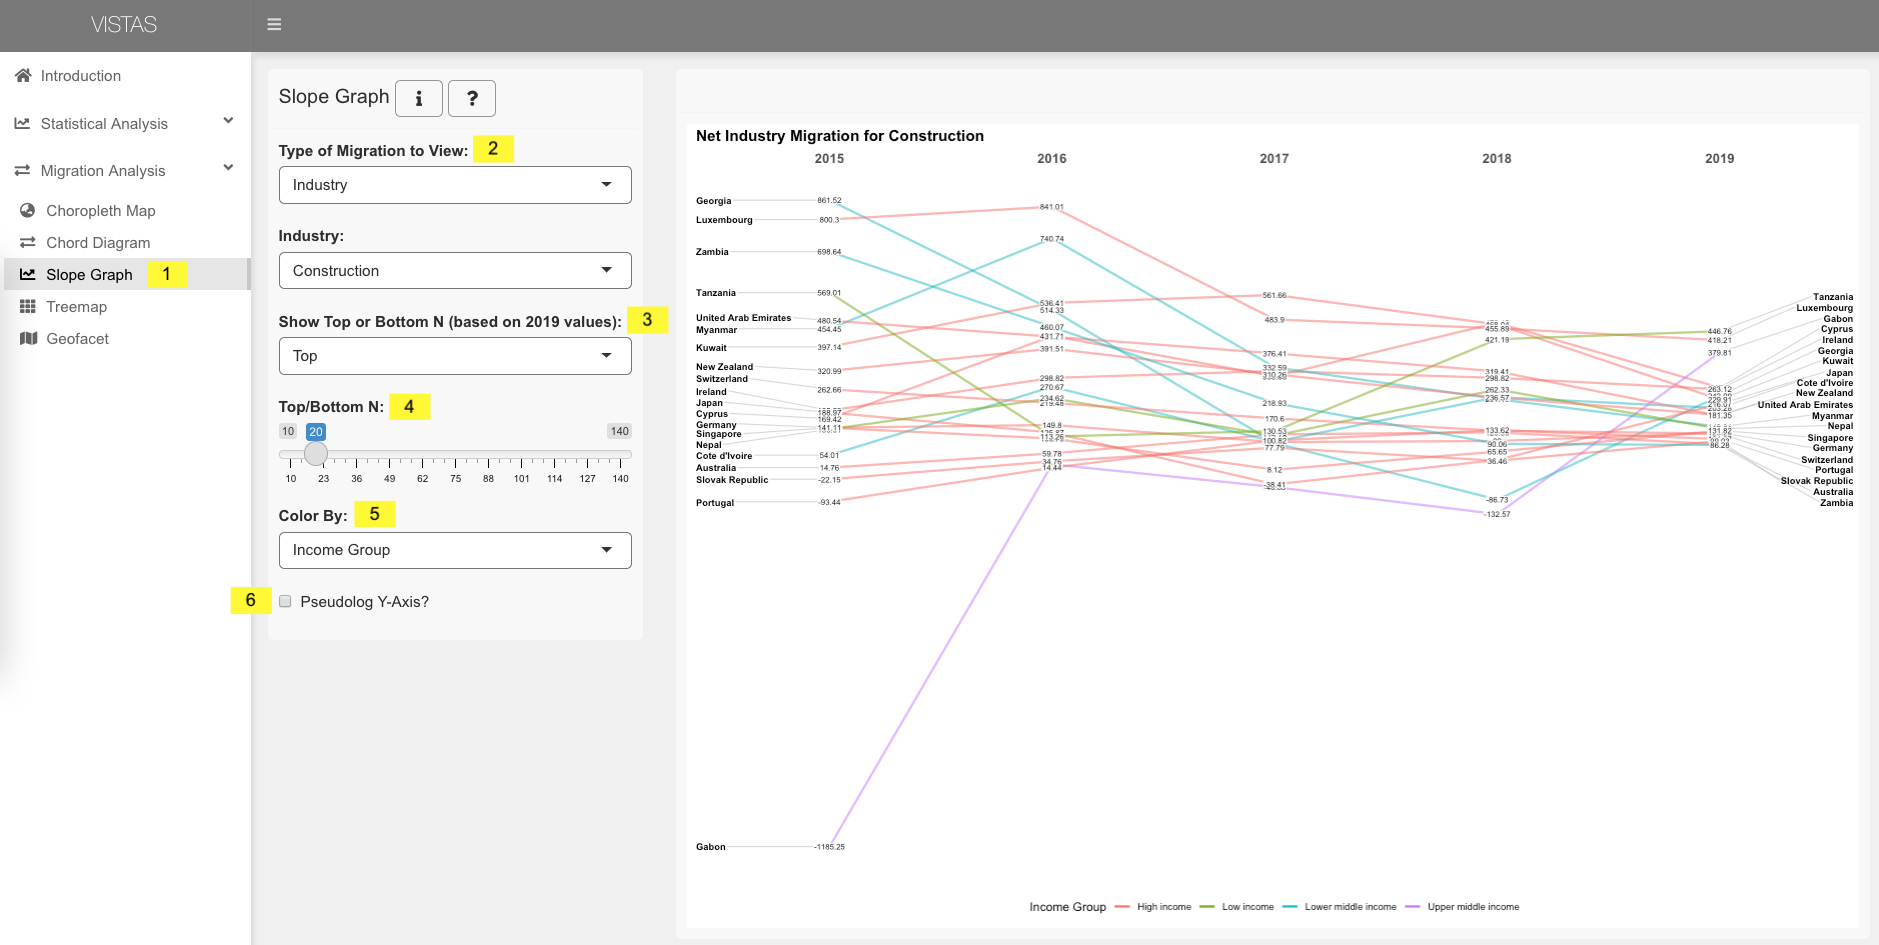 VISTAS
Introduction
Statistical Analysis
Migration Analysis
Choropleth Map
Chord Diagram
Slope Graph 1
Treemap
Geofacet
Slope Graph i ?
Type of Migration to View: 2
Industry
Industry:
Construction
Show Top or Bottom N (based on 2019 values): 3
Top
Top/Bottom N: 4
10 20 140
10 23 36 49 62 75 88 101 114 127 140
Color By: 5
Income Group
6 Pseudolog Y-Axis?
Net Industry Migration for Construction
2015 2016 2017 2018 2019
Georgia 861.52
Luxembourg 800.3
Zambia 698.64
Tanzania 569.01
United Arab Emirates 480.54
Myanmar 454.45
Kuwait 397.14
New Zealand 320.99
Switzerland 262.66
Ireland
Japan
Cyprus 169.42
Germany 141.11
Singapore
Nepal
Cote d'Ivoire 54.01
Australia 14.76
Slovak Republic -22.15
Portugal -93.44
Gabon -1185.25
841.01
740.74
536.41
514.33
460.07
431.71
391.51
298.82
270.67
234.62
219.48
149.8
113.26
59.78
34.76
14.44
561.66
483.9
376.41
332.59
310.26
218.93
170.6
130.53
100.82
77.79
8.12
-38.41
455.89
421.19
319.41
298.82
262.33
236.57
133.62
90.06
65.65
36.46
-86.73
-132.57
446.76
418.21
379.81
263.12
229.91
181.35
131.82
86.28
Tanzania
Luxembourg
Gabon
Cyprus
Ireland
Georgia
Kuwait
Japan
Cote d'Ivoire
New Zealand
United Arab Emirates
Myanmar
Nepal
Singapore
Germany
Switzerland
Portugal
Slovak Republic
Australia
Zambia
Income Group High income Low income Lower middle income Upper middle income